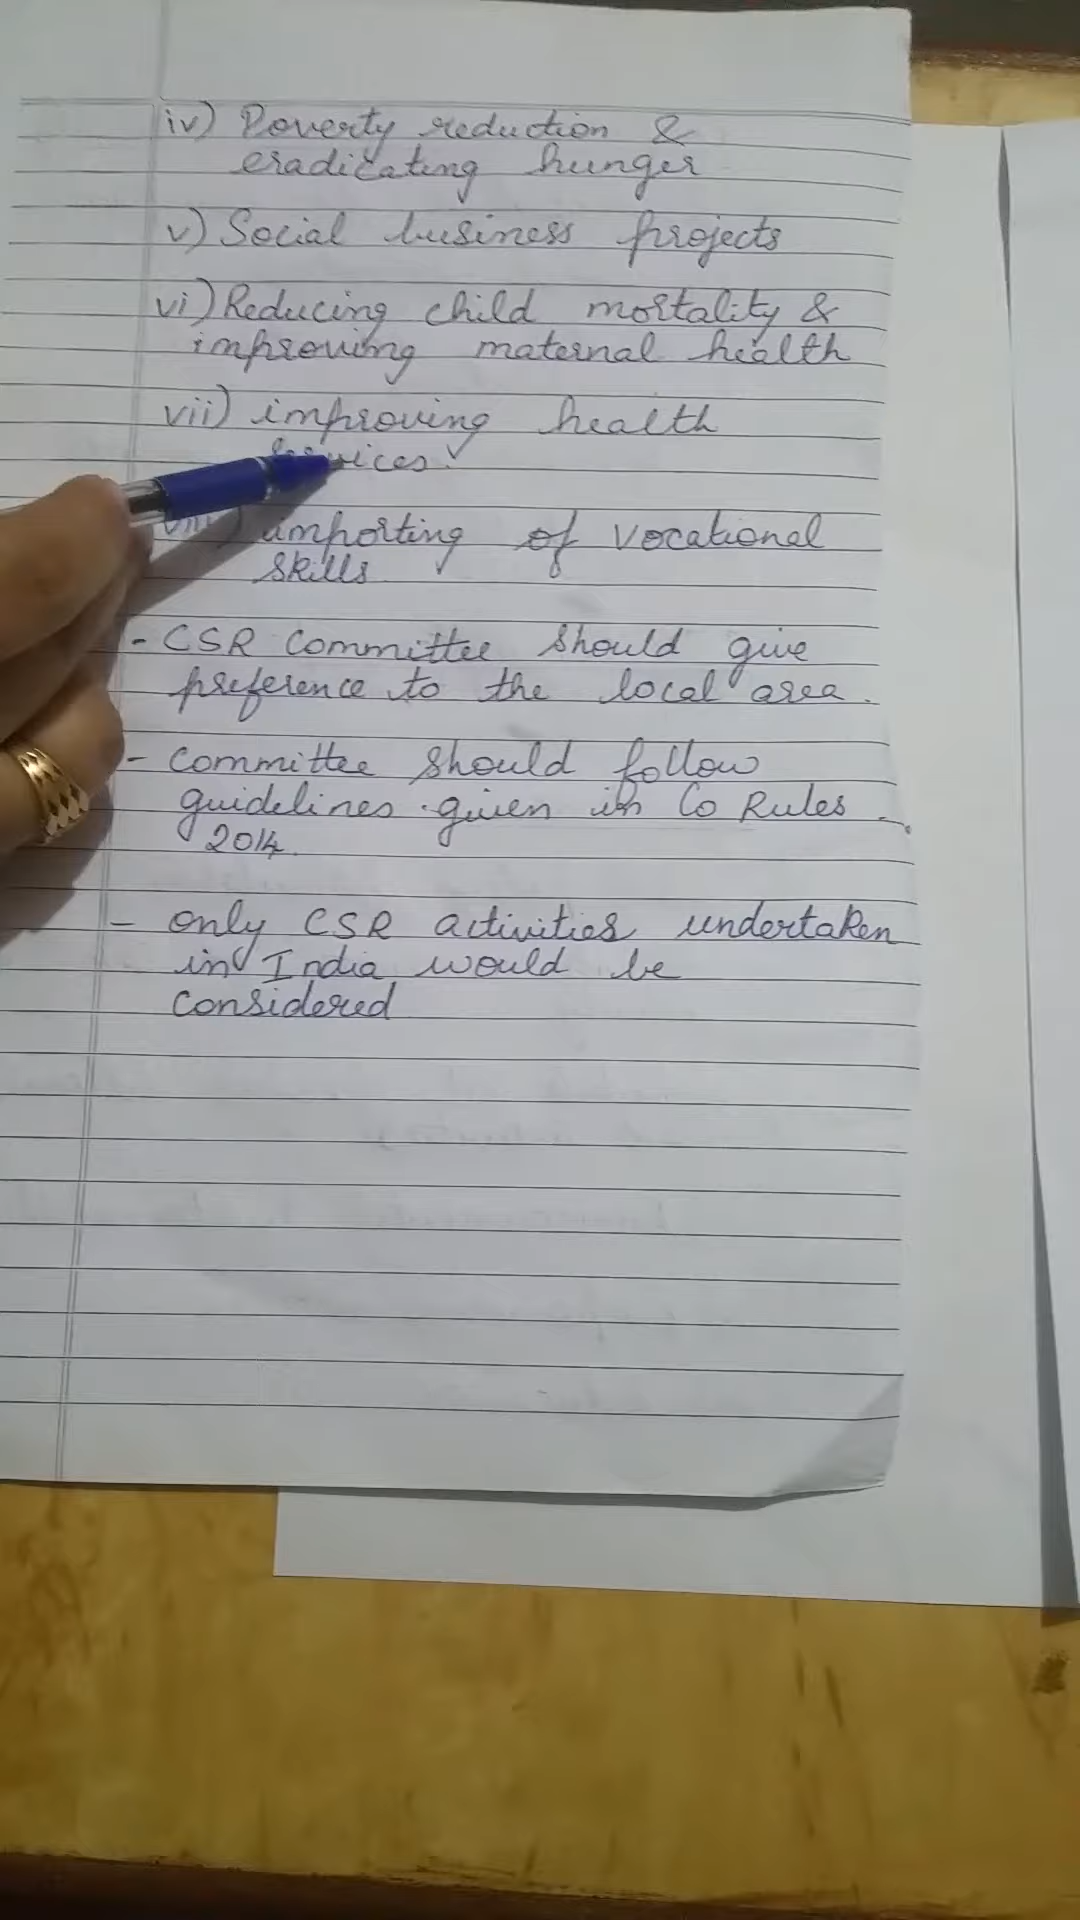 iv) Poverty reduction &
eradicating hunger
v) Social business projects
vi) Reducing child mortality &
improving maternal health
vii) improving health
services.
viii) importing of vocational
skills
- CSR Committee should give
preference to the local area.
- Committee should follow
guidelines given in Co Rules
2014.
- only CSR activities undertaken
in India would be
considered